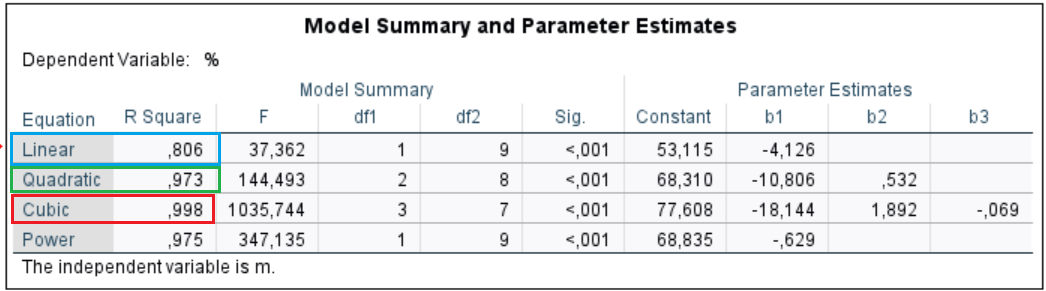 Model Summary and Parameter Estimates
Dependent Variable: %
Model Summary Parameter Estimates
Equation R Square F df1 df2 Sig. Constant b1 b2 b3
Linear ,806 37,362 1 9 <,001 53,115 -4,126
Quadratic ,973 144,493 2 8 <,001 68,310 -10,806 ,532
Cubic ,998 1035,744 3 7 <,001 77,608 -18,144 1,892 -,069
Power ,975 347,135 1 9 <,001 68,835 -,629
The independent variable is m.